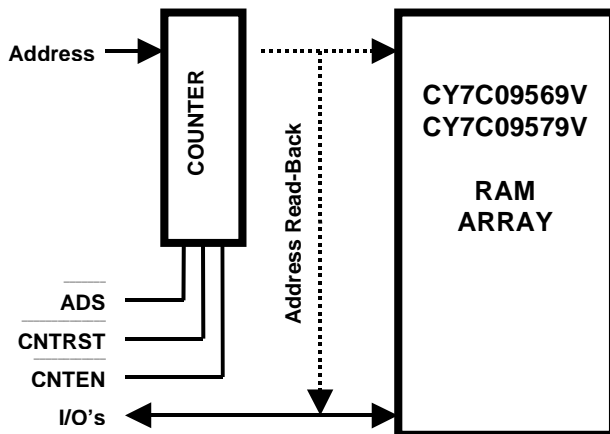 Address
COUNTER
Address Read-Back
CY7C09569V
CY7C09579V
RAM
ARRAY
ADS
CNTRST
CNTEN
I/O's